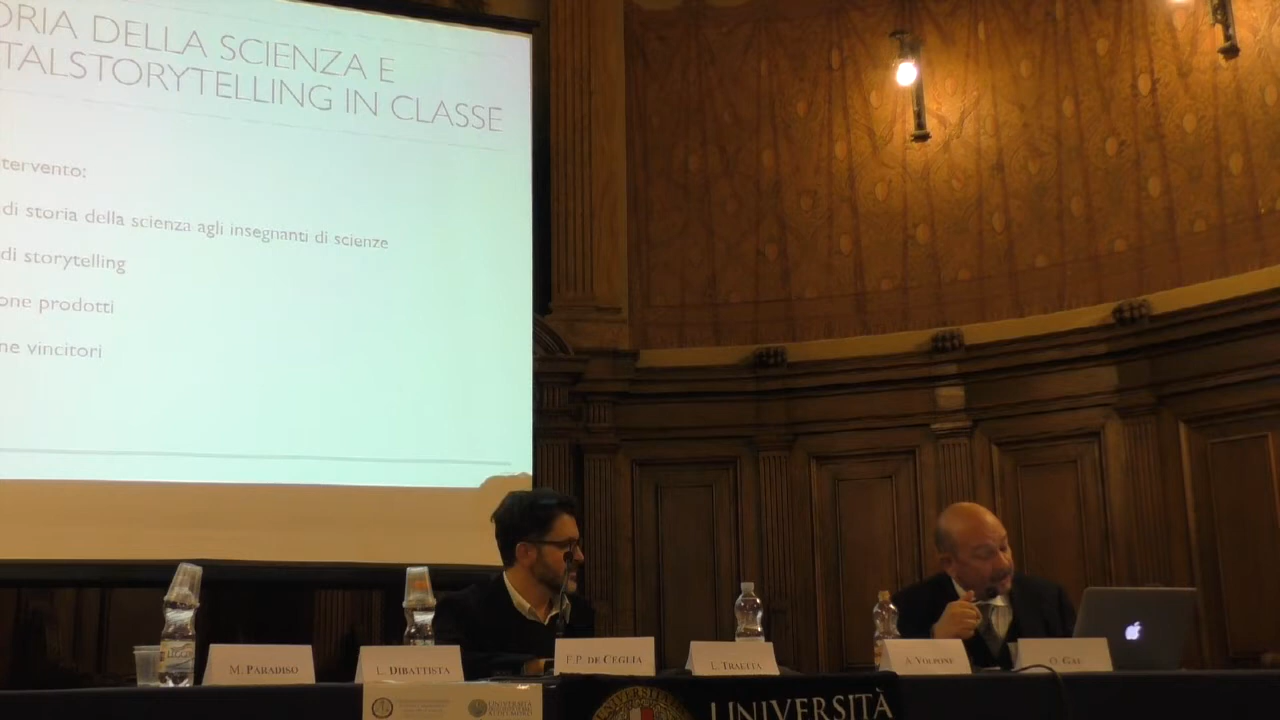 ORIA DELLA SCIENZA E
TALSTORYTELLING IN CLASSE
tervento:
di storia della scienza agli insegnanti di scienze
di storytelling
one prodotti
ne vincitori
M. PARADISO
L. DIBATTISTA
F.P. DE CEGLIA
L. TRAETTA
A. VOLPONE
O. GAL
UNIVERSITÀ